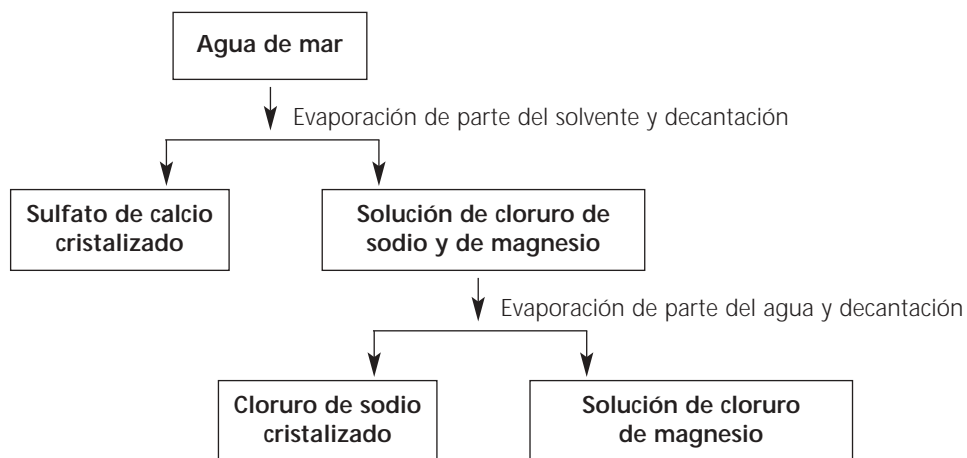 Agua de mar
Evaporación de parte del solvente y decantación
Sulfato de calcio
cristalizado
Solución de cloruro de
sodio y de magnesio
Evaporación de parte del agua y decantación
Cloruro de sodio
cristalizado
Solución de cloruro
de magnesio